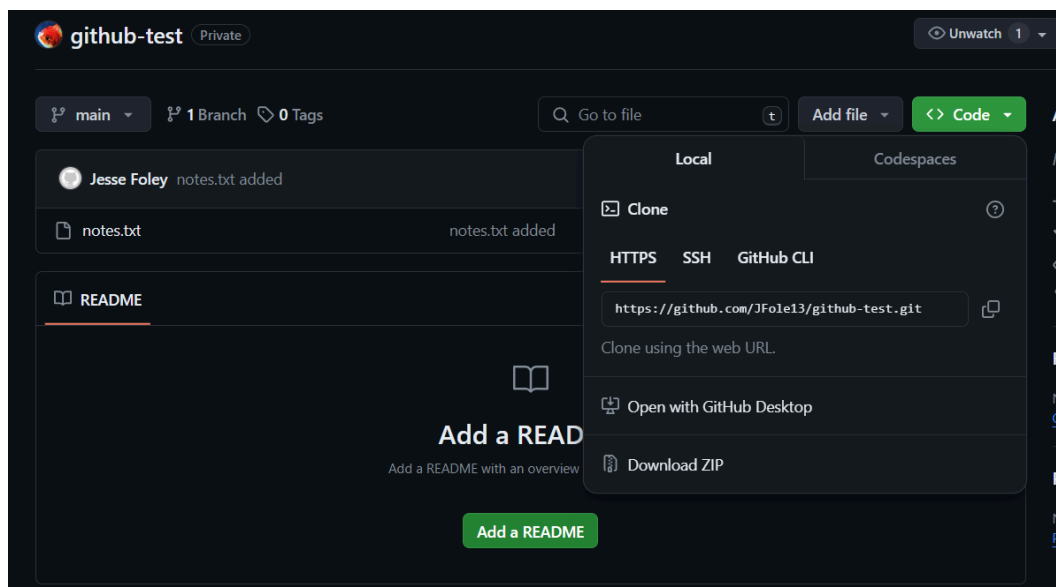 github-test Private
Unwatch 1
main 1 Branch 0 Tags
Go to file t
Add file
Code
Jesse Foley notes.txt added
notes.txt notes.txt added
README
Add a READ
Add a README with an overview
Add a README
Local Codespaces
Clone
HTTPS SSH GitHub CLI
https://github.com/JFole13/github-test.git
Clone using the web URL.
Open with GitHub Desktop
Download ZIP